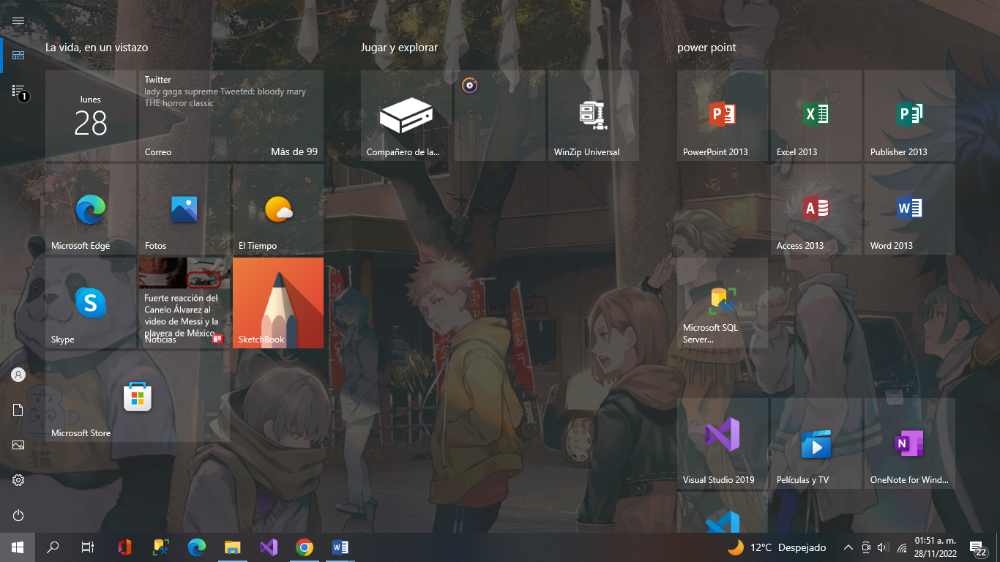 La vida, en un vistazo
Jugar y explorar
power point
1
lunes
28
Twitter
lady gaga supreme Tweeted: bloody mary
THE horror classic
Correo
Más de 99
Compañero de la...
WinZip Universal
PowerPoint 2013
Excel 2013
Publisher 2013
Microsoft Edge
Fotos
El Tiempo
Access 2013
Word 2013
Skype
Fuerte reacción del
Canelo Álvarez al
video de Messi y la
playera de México
Noticias
SketchBook
Microsoft SQL
Server...
Microsoft Store
Visual Studio 2019
Películas y TV
OneNote for Wind...
12°C Despejado
01:51 a. m.
28/11/2022
22